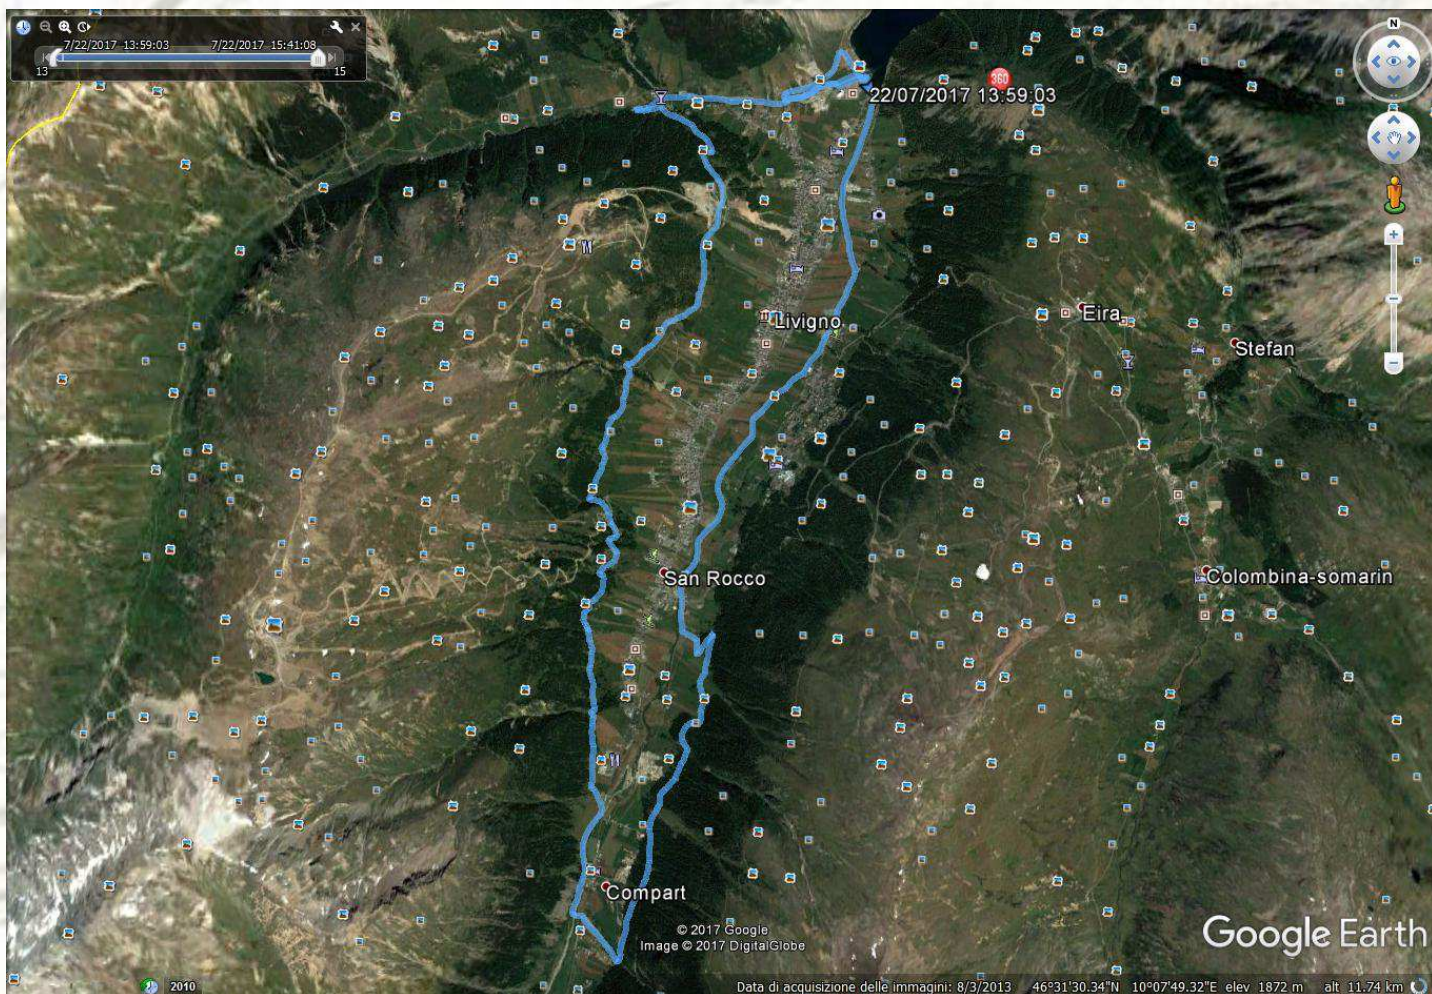 7/22/2017 13:59:03 7/22/2017 15:41:08
13 15
N
360
22/07/2017 13:59:03
Livigno
Eira
Stefan
San Rocco
Colombina-somarin
Compart
© 2017 Google
Image © 2017 DigitalGlobe
Google Earth
2010
Data di acquisizione delle immagini: 8/3/2013 46°31'30.34"N 10°07'49.32"E elev 1872 m alt 11.74 km